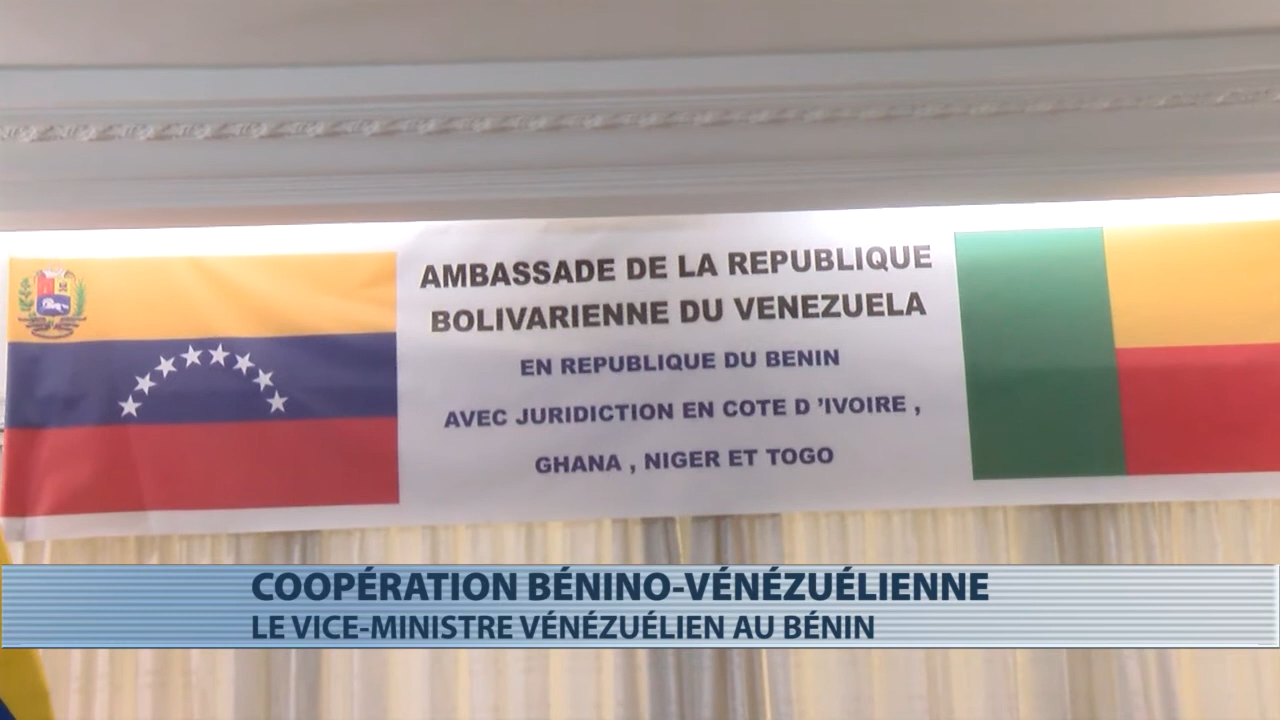 AMBASSADE DE LA REPUBLIQUE
BOLIVARIENNE DU VENEZUELA
EN REPUBLIQUE DU BENIN
AVEC JURIDICTION EN COTE D 'IVOIRE ,
GHANA , NIGER ET TOGO
COOPÉRATION BÉNINO-VÉNÉZUÉLIENNE
LE VICE-MINISTRE VÉNÉZUÉLIEN AU BÉNIN